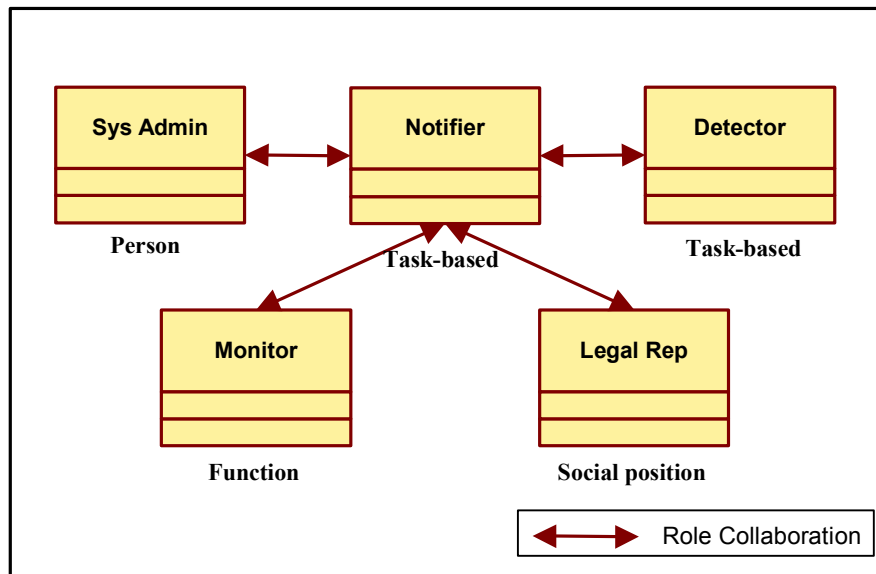 Sys Admin
Notifier
Detector
Person
Task-based
Task-based
Monitor
Legal Rep
Function
Social position
Role Collaboration